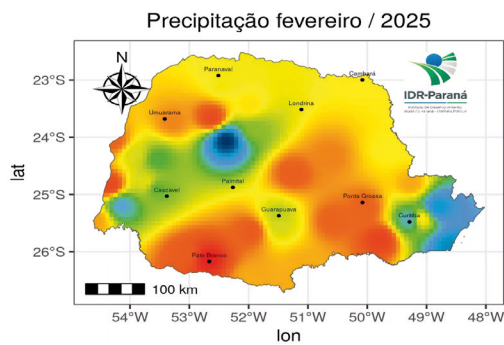 Precipitação fevereiro / 2025
N
IDR-Paraná
Paranavaí
Cambará
Londrina
Umuarama
Cascavel
Palmital
Guarapuava
Ponta Grossa
Curitiba
Pato Branco
23°S
24°S
25°S
26°S
lat
100 km
54°W 53°W 52°W 51°W 50°W 49°W 48°W
lon